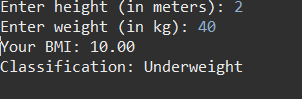 Enter height (in meters): 2
Enter weight (in kg): 40
Your BMI: 10.00
Classification: Underweight